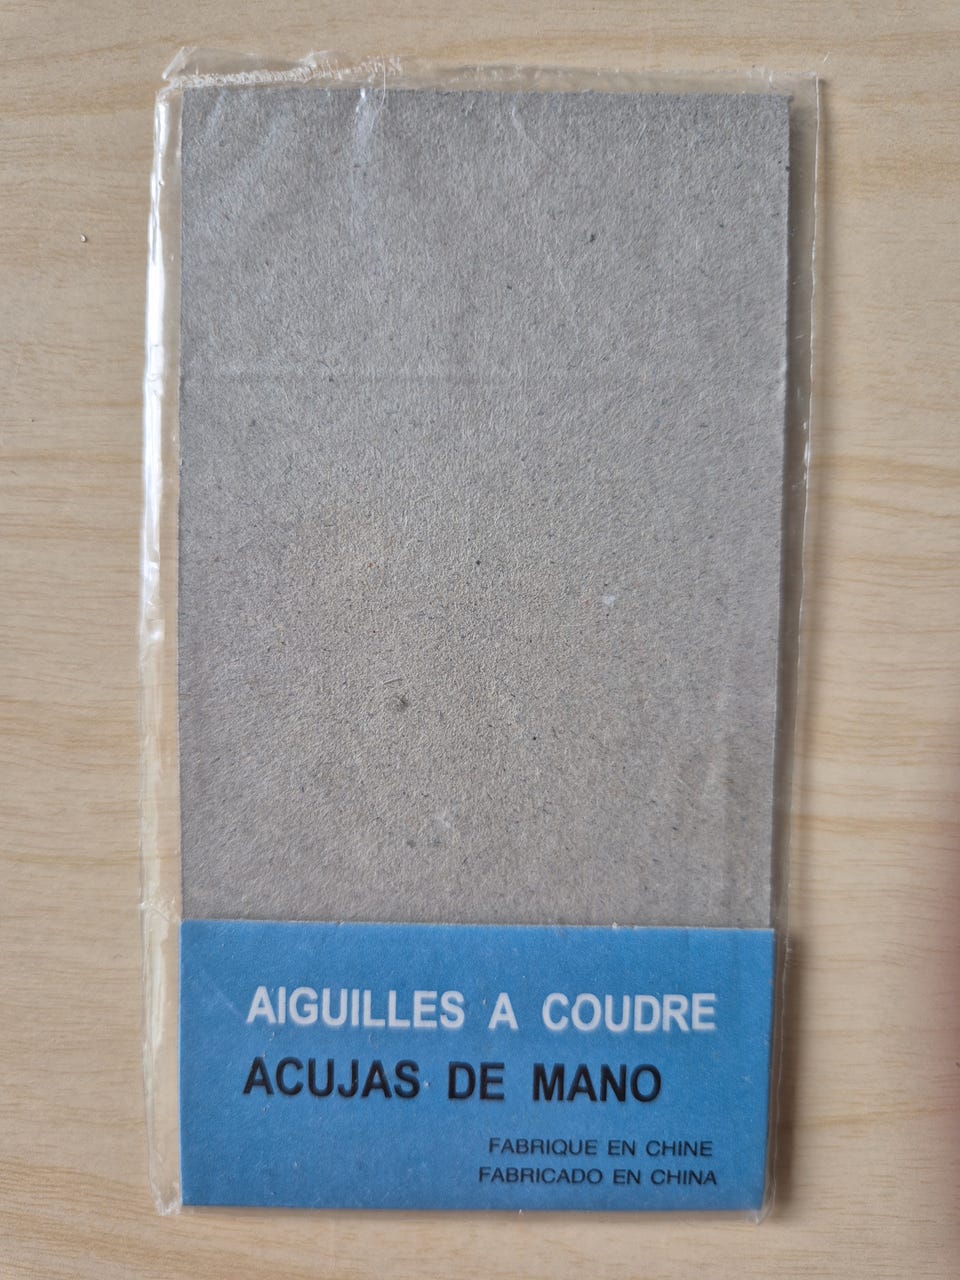 AIGUILLES A COUDRE
ACUJAS DE MANO
FABRIQUE EN CHINE
FABRICADO EN CHINA